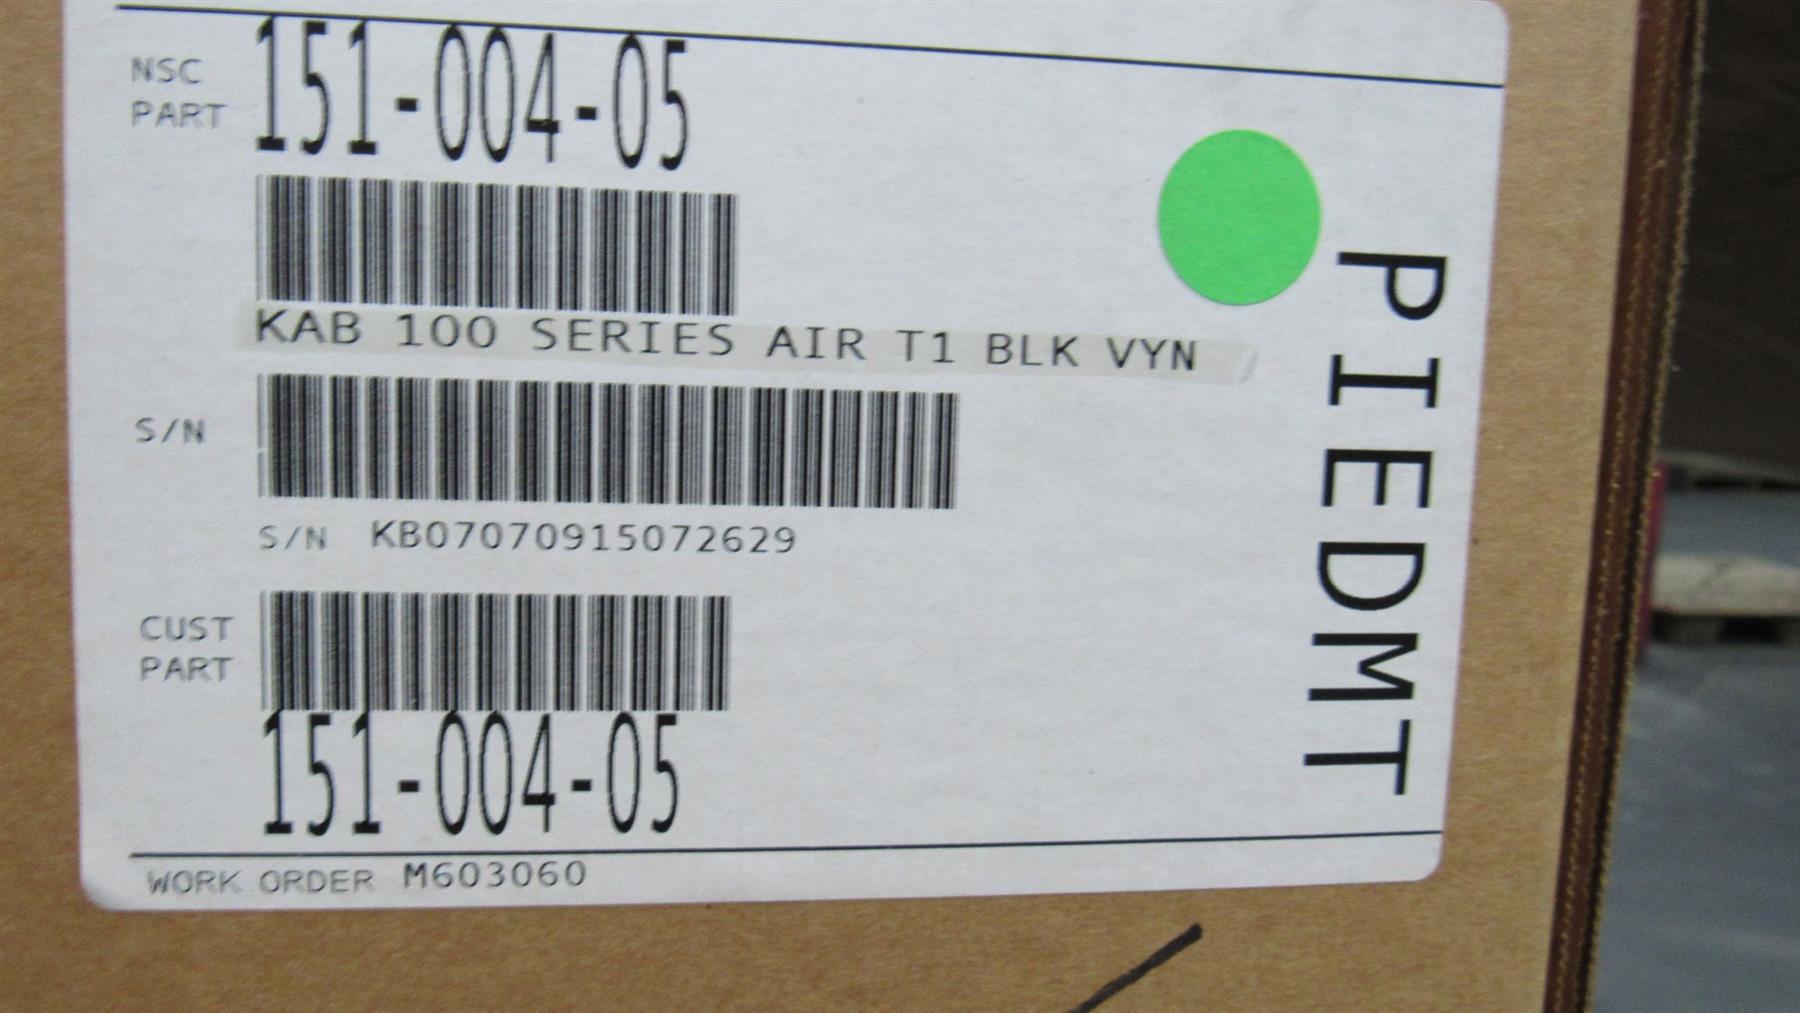 NSC PART
151-004-05
KAB 100 SERIES AIR T1 BLK VYN
S/N
S/N KB07070915072629
CUST PART
151-004-05
WORK ORDER M603060
PIEDMT